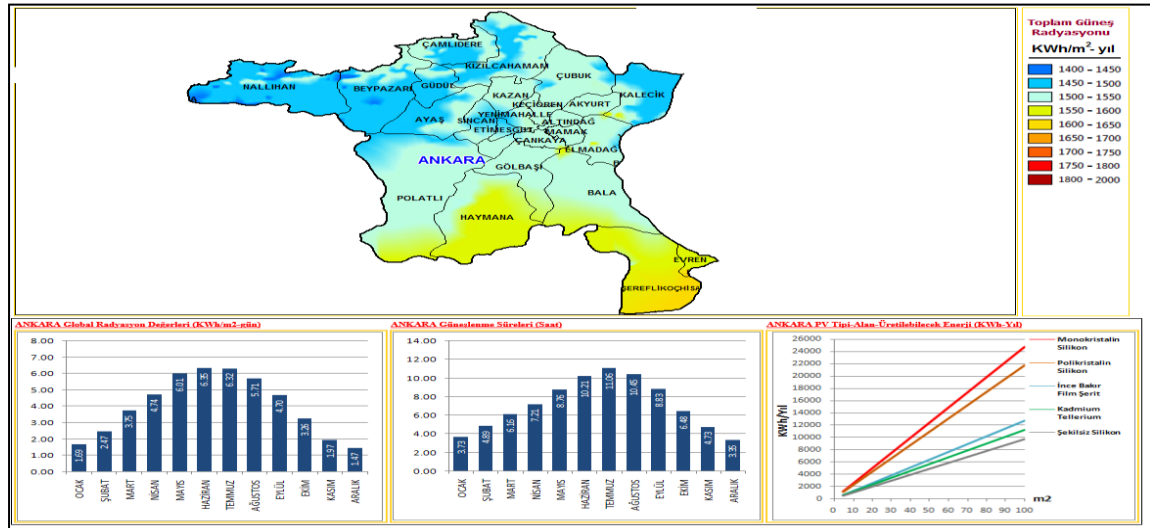 Toplam Güneş
Radyasyonu
KWh/m²- yıl
1400 – 1450
1450 – 1500
1500 – 1550
1550 – 1600
1600 – 1650
1650 – 1700
1700 – 1750
1750 – 1800
1800 – 2000
ÇAMLIDERE
KIZILCAHAMAM
NALLIHAN
BEYPAZARI
GÜDÜL
ÇUBUK
KAZAN
KALECİK
KEÇİÖREN
AKYURT
AYAŞ
SİNCAN
YENİMAHALLE
ALTINDAĞ
ETİMESGUT
MAMAK
ÇANKAYA
ELMADAĞ
ANKARA
GÖLBAŞI
POLATLI
BALA
HAYMANA
EVREN
ŞEREFLİKOÇHİSA
ANKARA Global Radyasyon Değerleri (KWh/m2-gün)
8.00
7.00
6.00
5.00
4.00
3.00
2.00
1.00
0.00
1.69
2.47
3.75
4.74
6.01
6.35
6.32
5.71
4.70
3.26
1.97
1.47
OCAK
ŞUBAT
MART
NİSAN
MAYIS
HAZİRAN
TEMMUZ
AĞUSTOS
EYLÜL
EKİM
KASIM
ARALIK
ANKARA Güneşlenme Süreleri (Saat)
14.00
12.00
10.00
8.00
6.00
4.00
2.00
0.00
3.73
4.89
6.16
7.21
8.76
10.21
11.06
10.45
8.83
6.48
4.73
3.35
OCAK
ŞUBAT
MART
NİSAN
MAYIS
HAZİRAN
TEMMUZ
AĞUSTOS
EYLÜL
EKİM
KASIM
ARALIK
ANKARA PV Tipi-Alan-Üretilebilecek Enerji (KWh-Yıl)
KWh/Yıl
26000
24000
22000
20000
18000
16000
14000
12000
10000
8000
6000
4000
2000
0
0 10 20 30 40 50 60 70 80 90 100
m2
Monokristalin
Silikon
Polikristalin
Silikon
İnce Bakır
Film Şerit
Kadmium
Tellerium
Şekilsiz Silikon